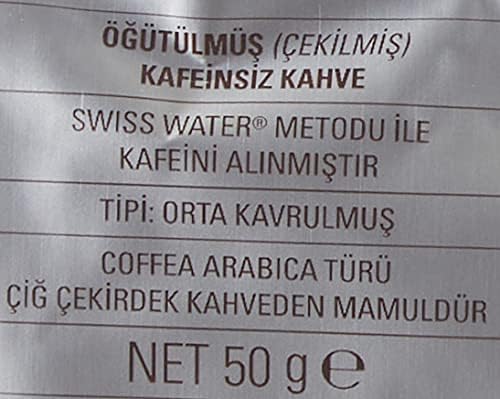 ÖĞÜTÜLMÜŞ (ÇEKİLMİŞ)
KAFEİNSİZ KAHVE
SWISS WATER® METODU İLE
KAFEİNİ ALINMIŞTIR
TİPİ: ORTA KAVRULMUŞ
COFFEA ARABICA TÜRÜ
ÇİĞ ÇEKİRDEK KAHVEDEN MAMULDÜR
NET 50 g ℮